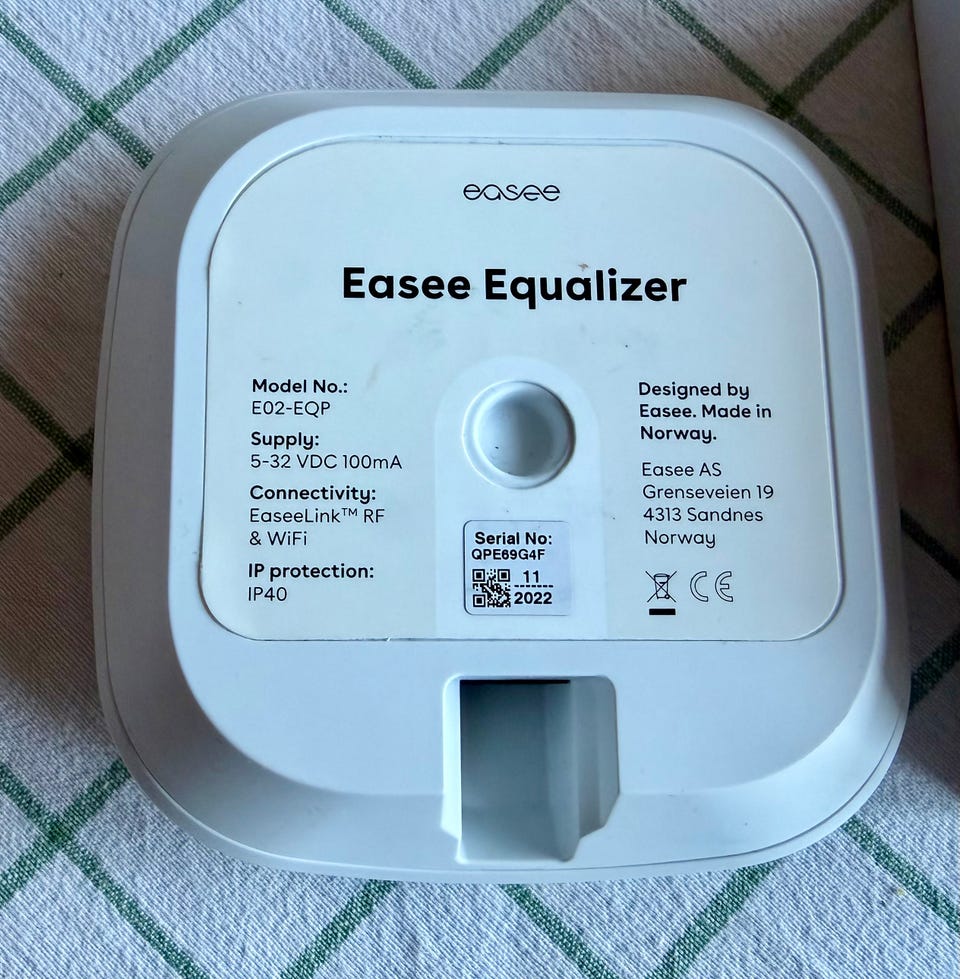 easee
Easee Equalizer
Model No.:
E02-EQP
Supply:
5-32 VDC 100mA
Connectivity:
EaseeLink™ RF
& WiFi
IP protection:
IP40
Serial No:
QPE69G4F
11
2022
Designed by
Easee. Made in
Norway.
Easee AS
Grenseveien 19
4313 Sandnes
Norway
CE